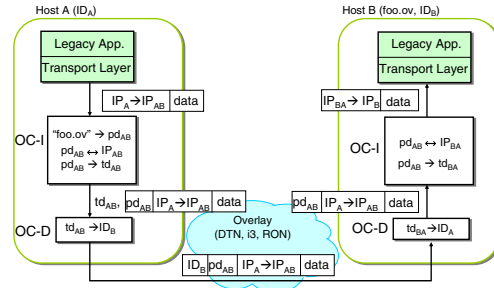 Host A (IDA)
Legacy App.
Transport Layer
IPA→IPAB data
OC-I
"foo.ov" → pdAB
pdAB ↔ IPAB
pdAB → tdAB
tdAB, pdAB IPA→IPAB data
OC-D
tdAB→IDB
Overlay
(DTN, i3, RON)
IDB pdAB IPA→IPAB data
Host B (foo.ov, IDB)
Legacy App.
Transport Layer
IPBA→IPB data
OC-I
pdAB ↔ IPBA
pdAB → tdBA
pdAB IPA→IPAB data
OC-D
tdBA→IDA